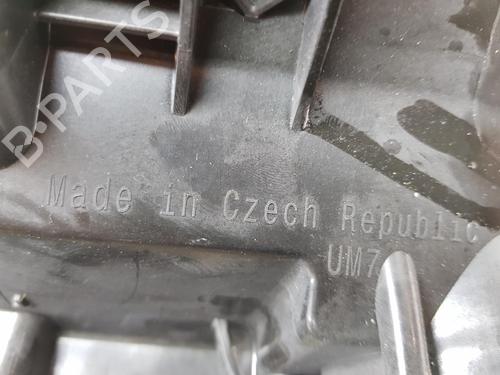 B-PARTS
Made in Czech Republic
UM7